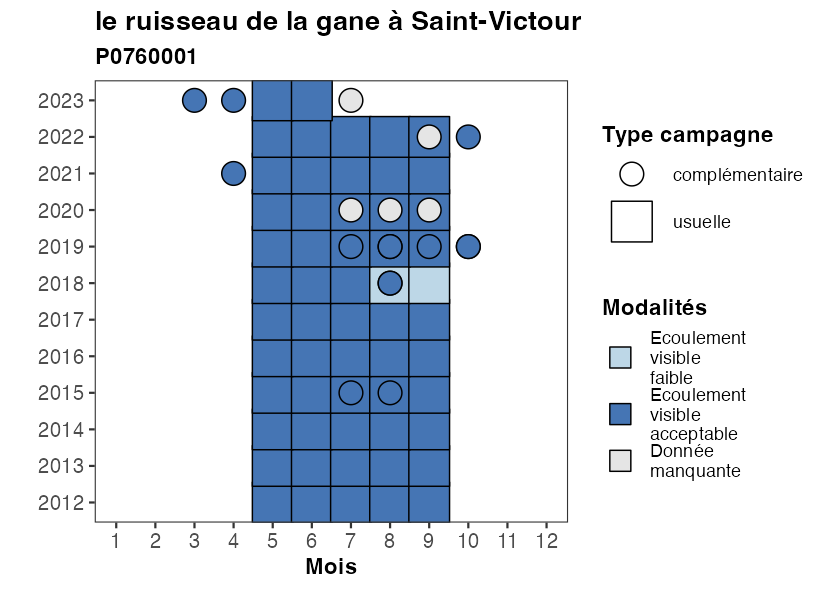 le ruisseau de la gane à Saint-Victour
P0760001
2023
2022
2021
2020
2019
2018
2017
2016
2015
2014
2013
2012
1 2 3 4 5 6 7 8 9 10 11 12
Mois
Type campagne
complémentaire
usuelle
Modalités
Ecoulement
visible
faible
Ecoulement
visible
acceptable
Donnée
manquante